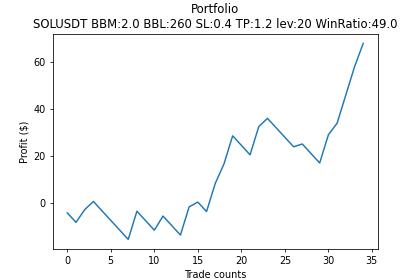 Portfolio
SOLUSDT BBM:2.0 BBL:260 SL:0.4 TP:1.2 lev:20 WinRatio:49.0
60
40
20
0
Profit ($)
0 5 10 15 20 25 30 35
Trade counts